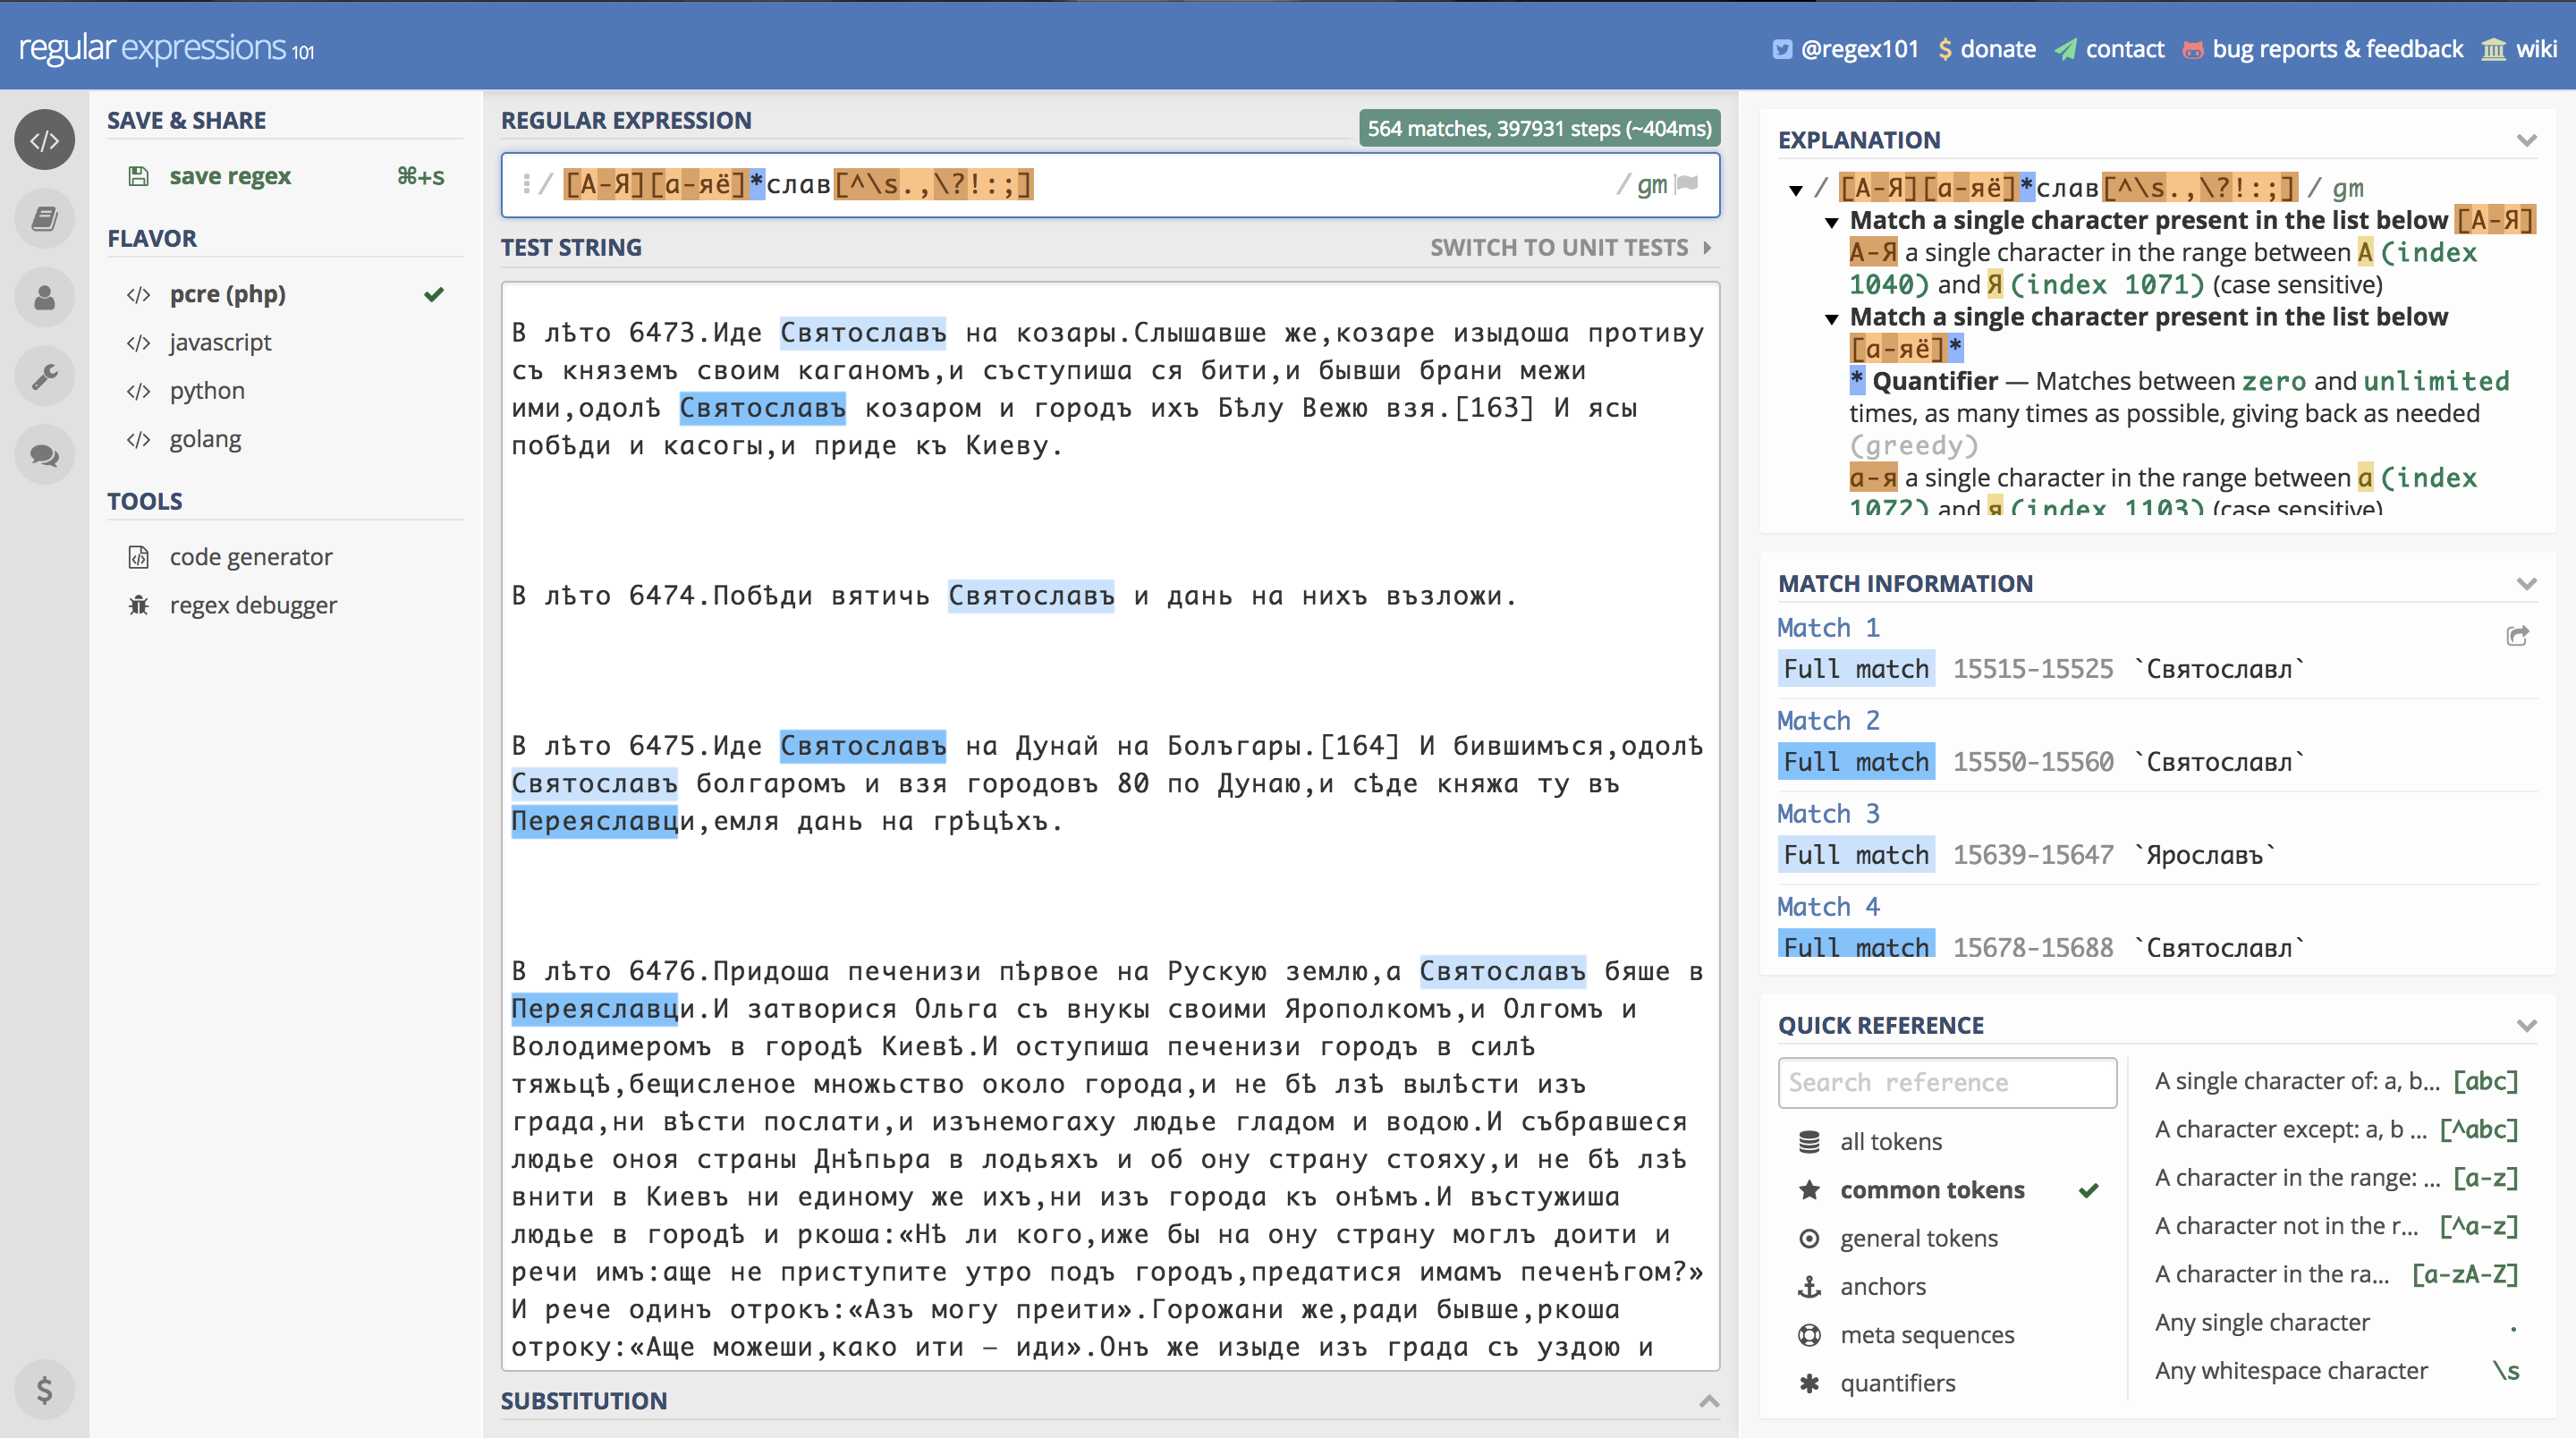 regular expressions 101
@regex101 donate contact bug reports & feedback wiki
SAVE & SHARE
save regex ⌘+s
FLAVOR
pcre (php)
javascript
python
golang
TOOLS
code generator
regex debugger
REGULAR EXPRESSION
564 matches, 397931 steps (~404ms)
/ [А-Я][а-яё]*слав[^\s.,\?!:;] / gm
TEST STRING
SWITCH TO UNIT TESTS
В лѣто 6473.Иде Святославъ на козары.Слышавше же,козаре изыдоша противу
съ княземъ своим каганомъ,и съступиша ся бити,и бывши брани межи
ими,одолѣ Святославъ козаром и городъ ихъ Бѣлу Вежю взя.[163] И ясы
побѣди и касогы,и приде къ Киеву.
В лѣто 6474.Побѣди вятичь Святославъ и дань на нихъ възложи.
В лѣто 6475.Иде Святославъ на Дунай на Болъгары.[164] И бившимъся,одолѣ
Святославъ болгаромъ и взя городовъ 80 по Дунаю,и сѣде княжа ту въ
Переяславци,емля дань на грѣцѣхъ.
В лѣто 6476.Придоша печенизи пѣрвое на Рускую землю,а Святославъ бяше в
Переяславци.И затворися Ольга съ внукы своими Ярополкомъ,и Олгомъ и
Володимеромъ в городѣ Киевѣ.И оступиша печенизи городъ в силѣ
тяжьцѣ,бещисленое множьство около города,и не бѣ лзѣ вылѣсти изъ
града,ни вѣсти послати,и изънемогаху людье гладом и водою.И събравшеся
людье оноя страны Днѣпьра в лодьяхъ и об ону страну стояху,и не бѣ лзѣ
внити в Киевъ ни единому же ихъ,ни изъ города къ онѣмъ.И въстужиша
людье в городѣ и ркоша:«Нѣ ли кого,иже бы на ону страну моглъ доити и
речи имъ:аще не приступите утро подъ городъ,предатися имамъ печенѣгом?»
И рече одинъ отрокъ:«Азъ могу преити».Горожани же,ради бывше,ркоша
отроку:«Аще можеши,како ити — иди».Онъ же изыде изъ града съ уздою и
SUBSTITUTION
EXPLANATION
/ [А-Я][а-яё]*слав[^\s.,\?!:;] / gm
Match a single character present in the list below [А-Я]
А-Я a single character in the range between А (index
1040) and Я (index 1071) (case sensitive)
Match a single character present in the list below
[а-яё]*
* Quantifier — Matches between zero and unlimited
times, as many times as possible, giving back as needed
(greedy)
а-я a single character in the range between а (index
1072) and я (index 1103) (case sensitive)
MATCH INFORMATION
Match 1
Full match 15515-15525 `Святославл`
Match 2
Full match 15550-15560 `Святославл`
Match 3
Full match 15639-15647 `Ярославъ`
Match 4
Full match 15678-15688 `Святославл`
QUICK REFERENCE
Search reference
all tokens
common tokens
general tokens
anchors
meta sequences
quantifiers
A single character of: a, b... [abc]
A character except: a, b ... [^abc]
A character in the range: ... [a-z]
A character not in the r... [^a-z]
A character in the ra... [a-zA-Z]
Any single character .
Any whitespace character \s